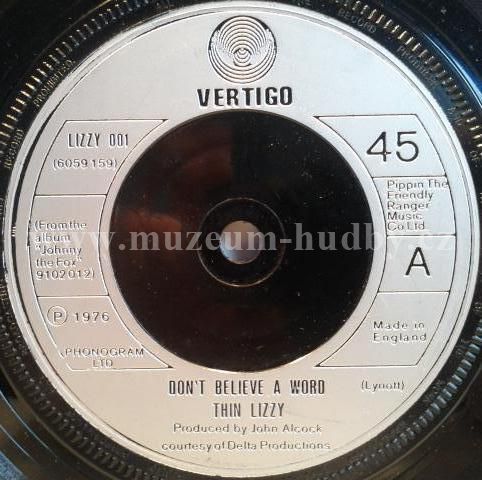 VERTIGO
LIZZY 001
(6059 159)
45
Pippin The
Friendly
Ranger
Music
Co Ltd.
(From the
album
"Johnny
the Fox"
9102012)
www.muzeum-hudby.cz
A
℗ 1976
Made in
England
PHONOGRAM
LTD.
DON'T BELIEVE A WORD
(Lynott)
THIN LIZZY
Produced by John Alcock
courtesy of Delta Productions